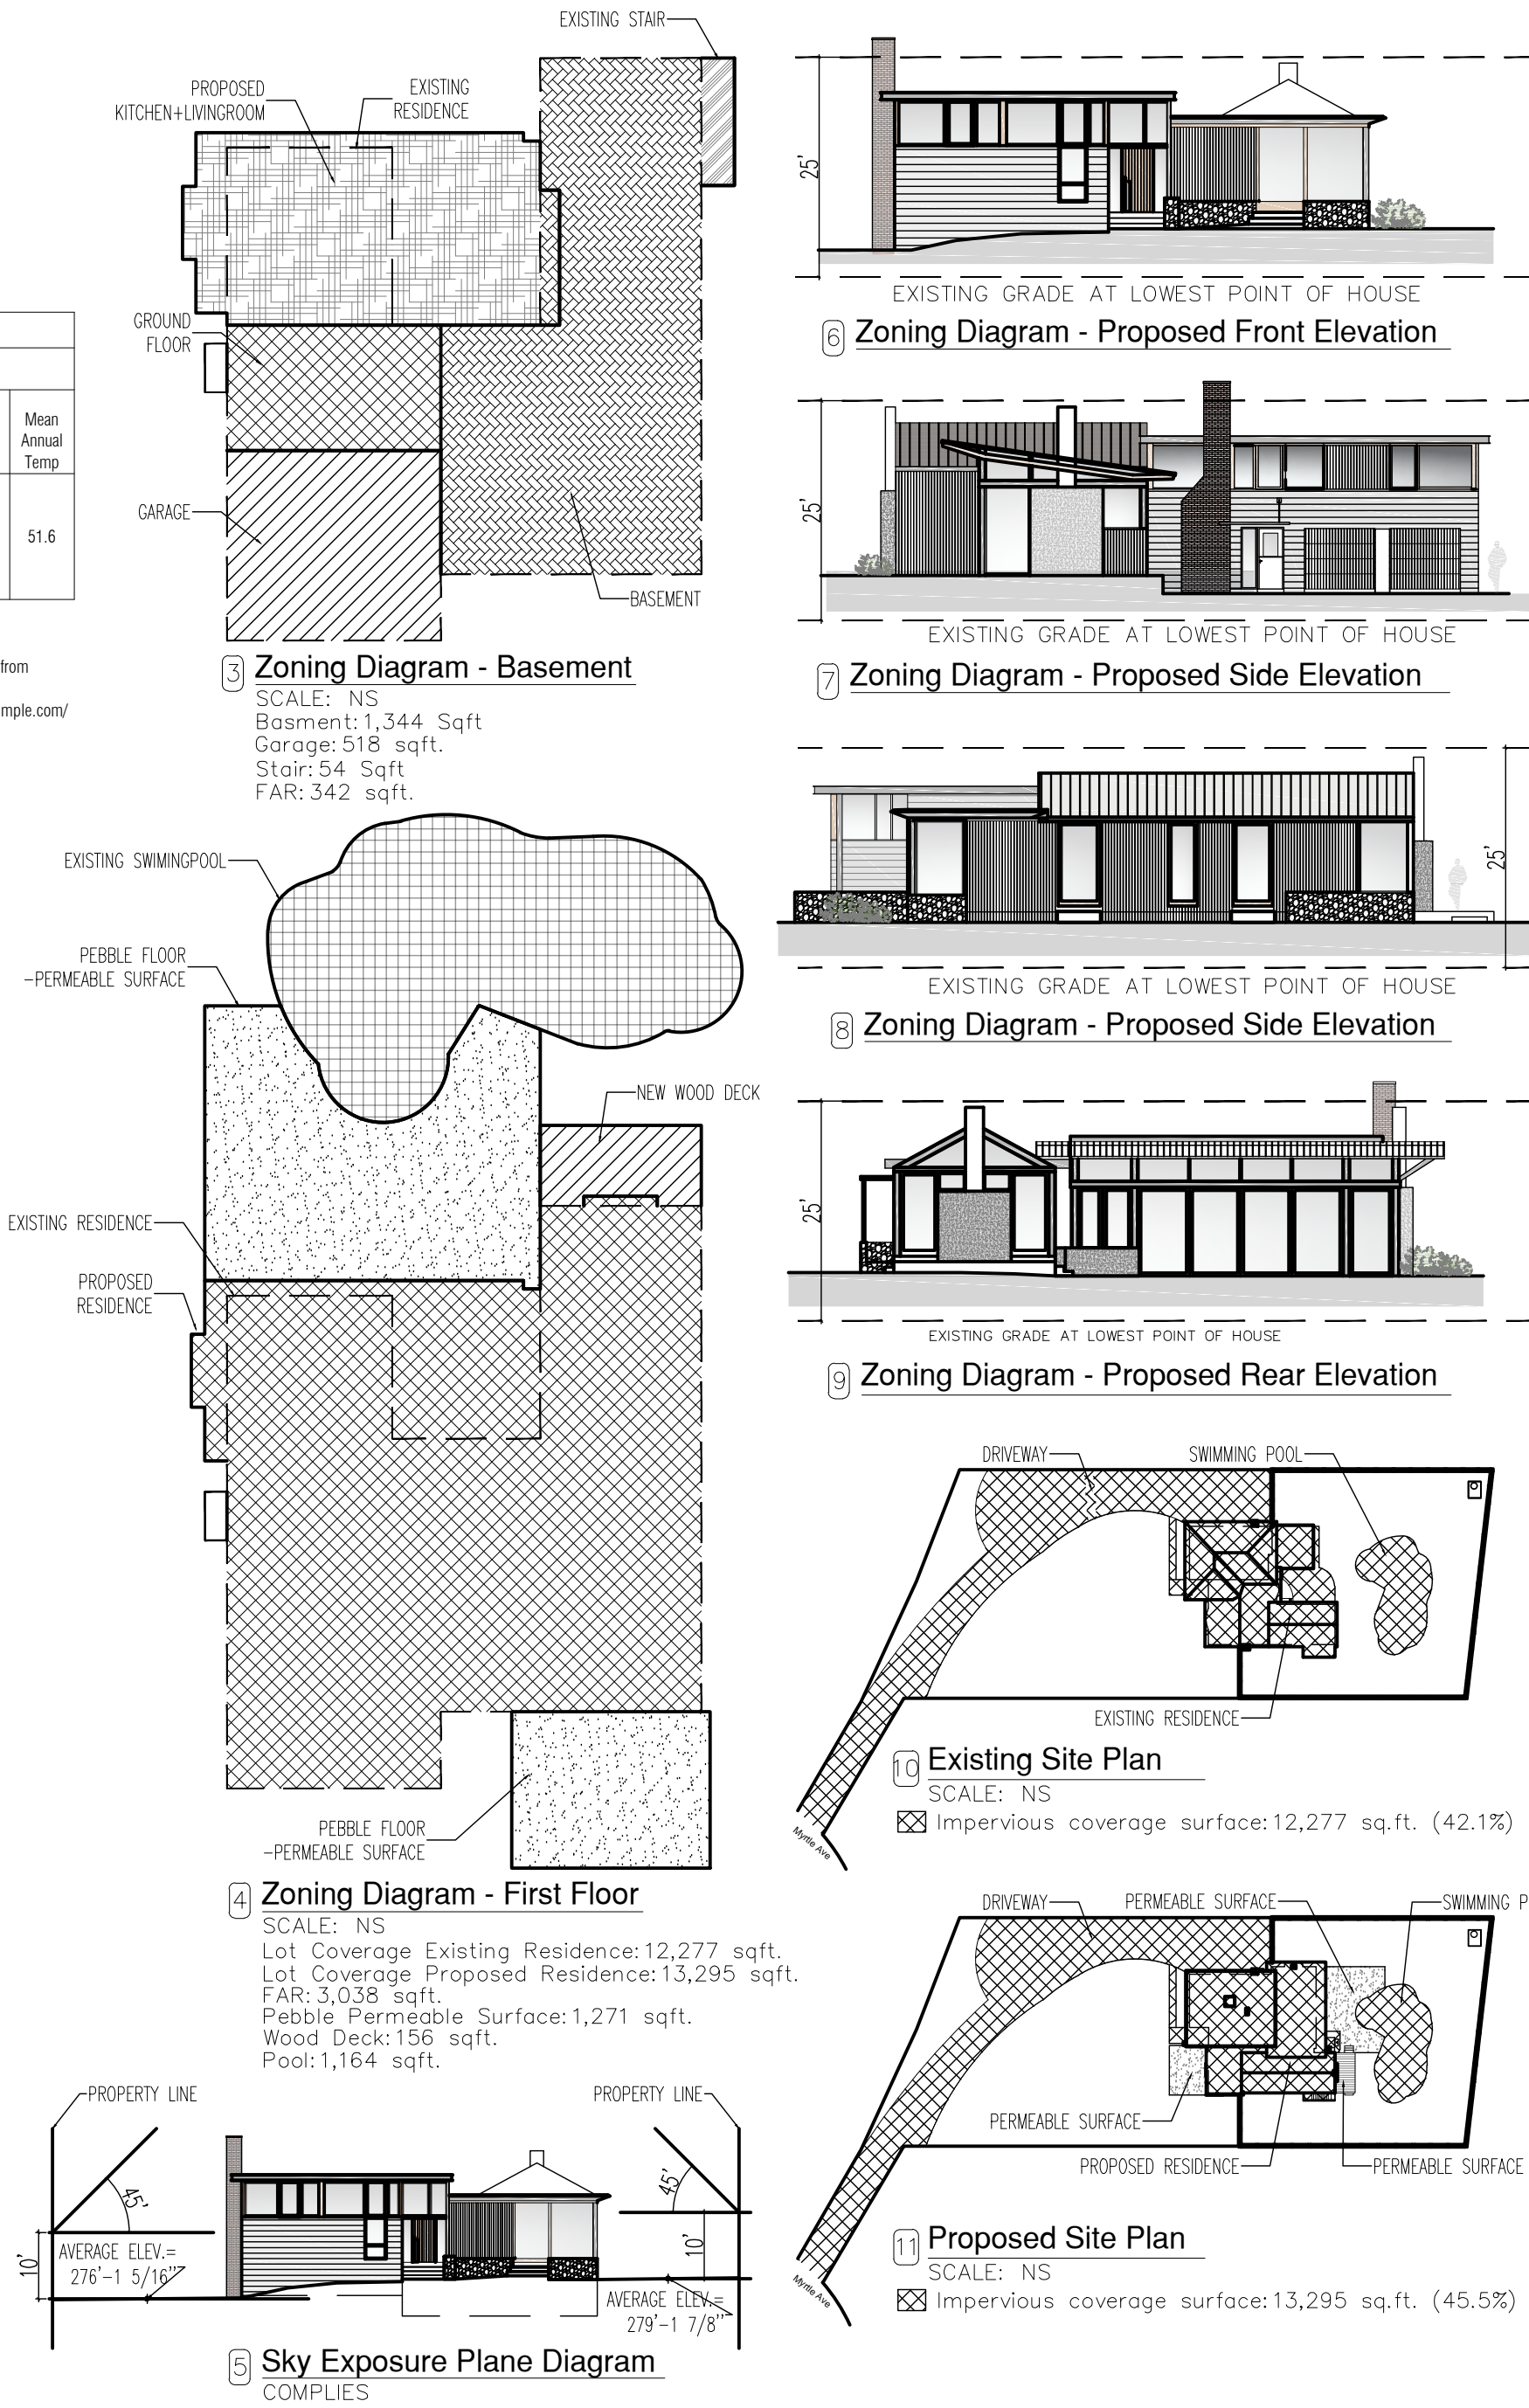 EXISTING STAIR
PROPOSED
KITCHEN+LIVINGROOM
EXISTING
RESIDENCE
GROUND
FLOOR
GARAGE
BASEMENT
3 Zoning Diagram - Basement
SCALE: NS
Basment: 1,344 Sqft
Garage: 518 sqft.
Stair: 54 Sqft
FAR: 342 sqft.
Mean
Annual
Temp
51.6
from
mple.com/
EXISTING SWIMINGPOOL
PEBBLE FLOOR
-PERMEABLE SURFACE
NEW WOOD DECK
EXISTING RESIDENCE
PROPOSED
RESIDENCE
PEBBLE FLOOR
-PERMEABLE SURFACE
4 Zoning Diagram - First Floor
SCALE: NS
Lot Coverage Existing Residence: 12,277 sqft.
Lot Coverage Proposed Residence: 13,295 sqft.
FAR: 3,038 sqft.
Pebble Permeable Surface: 1,271 sqft.
Wood Deck: 156 sqft.
Pool: 1,164 sqft.
PROPERTY LINE
PROPERTY LINE
45'
45'
10'
10'
AVERAGE ELEV.=
276'-1 5/16"
AVERAGE ELEV.=
279'-1 7/8"
5 Sky Exposure Plane Diagram
COMPLIES
25'
EXISTING GRADE AT LOWEST POINT OF HOUSE
6 Zoning Diagram - Proposed Front Elevation
25'
EXISTING GRADE AT LOWEST POINT OF HOUSE
7 Zoning Diagram - Proposed Side Elevation
25'
EXISTING GRADE AT LOWEST POINT OF HOUSE
8 Zoning Diagram - Proposed Side Elevation
25'
EXISTING GRADE AT LOWEST POINT OF HOUSE
9 Zoning Diagram - Proposed Rear Elevation
DRIVEWAY
SWIMMING POOL
EXISTING RESIDENCE
Myrtle Ave
10 Existing Site Plan
SCALE: NS
Impervious coverage surface: 12,277 sq.ft. (42.1%)
DRIVEWAY
PERMEABLE SURFACE
SWIMMING P
PERMEABLE SURFACE
PROPOSED RESIDENCE
PERMEABLE SURFACE
Myrtle Ave
11 Proposed Site Plan
SCALE: NS
Impervious coverage surface: 13,295 sq.ft. (45.5%)